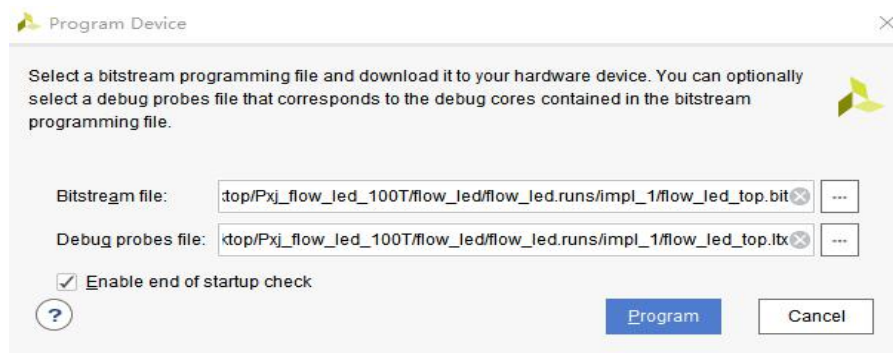 Program Device
Select a bitstream programming file and download it to your hardware device. You can optionally
select a debug probes file that corresponds to the debug cores contained in the bitstream
programming file.
Bitstream file: :top/Pxj_flow_led_100T/flow_led/flow_led.runs/impl_1/flow_led_top.bit ...
Debug probes file: ktop/Pxj_flow_led_100T/flow_led/flow_led.runs/impl_1/flow_led_top.ltx ...
Enable end of startup check
? Program Cancel